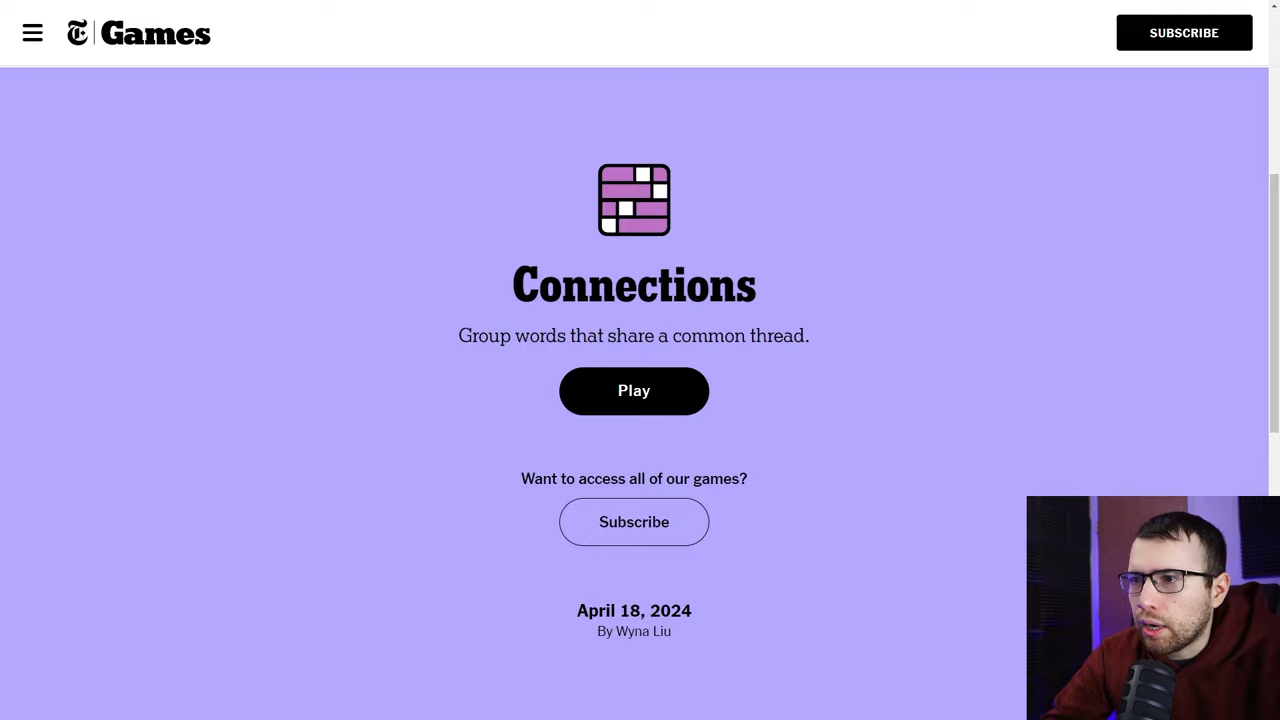 T Games
SUBSCRIBE
Connections
Group words that share a common thread.
Play
Want to access all of our games?
Subscribe
April 18, 2024
By Wyna Liu